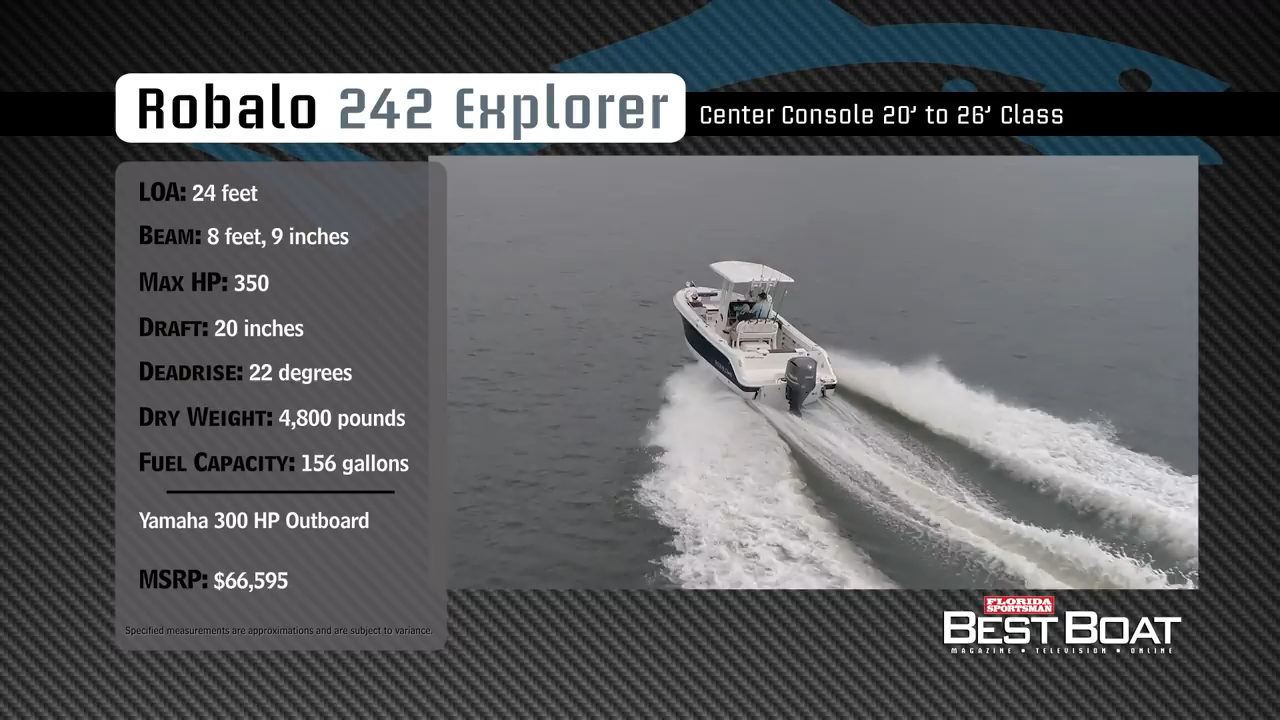 Robalo 242 Explorer
Center Console 20' to 26' Class
LOA: 24 feet
BEAM: 8 feet, 9 inches
MAX HP: 350
DRAFT: 20 inches
DEADRISE: 22 degrees
DRY WEIGHT: 4,800 pounds
FUEL CAPACITY: 156 gallons
Yamaha 300 HP Outboard
MSRP: $66,595
Specified measurements are approximations and are subject to variance.
FLORIDA
SPORTSMAN
BEST BOAT
MAGAZINE • TELEVISION • ONLINE